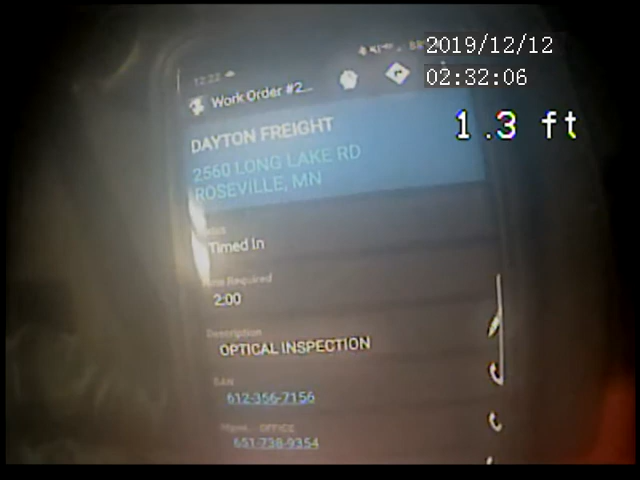 2019/12/12
02:32:06
1.3 ft
12:22
Work Order #2...
DAYTON FREIGHT
2560 LONG LAKE RD
ROSEVILLE, MN
Timed In
Required
2:00
Description
OPTICAL INSPECTION
612-356-7156
OFFICE
651-738-9354